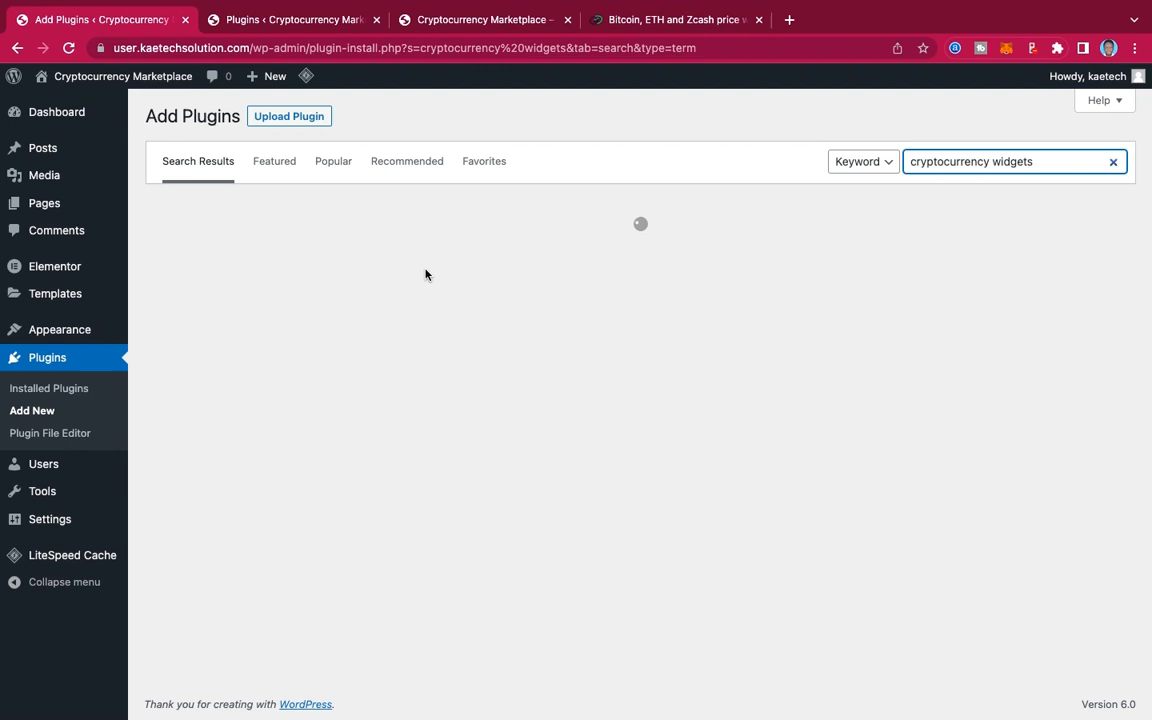 Add Plugins ‹ Cryptocurrency
Plugins ‹ Cryptocurrency Mark
Cryptocurrency Marketplace –
Bitcoin, ETH and Zcash price w
user.kaetechsolution.com/wp-admin/plugin-install.php?s=cryptocurrency%20widgets&tab=search&type=term
Cryptocurrency Marketplace
0
New
Howdy, kaetech
Help
Dashboard
Posts
Media
Pages
Comments
Elementor
Templates
Appearance
Plugins
Installed Plugins
Add New
Plugin File Editor
Users
Tools
Settings
LiteSpeed Cache
Collapse menu
Add Plugins
Upload Plugin
Search Results
Featured
Popular
Recommended
Favorites
Keyword
cryptocurrency widgets
Thank you for creating with WordPress.
Version 6.0